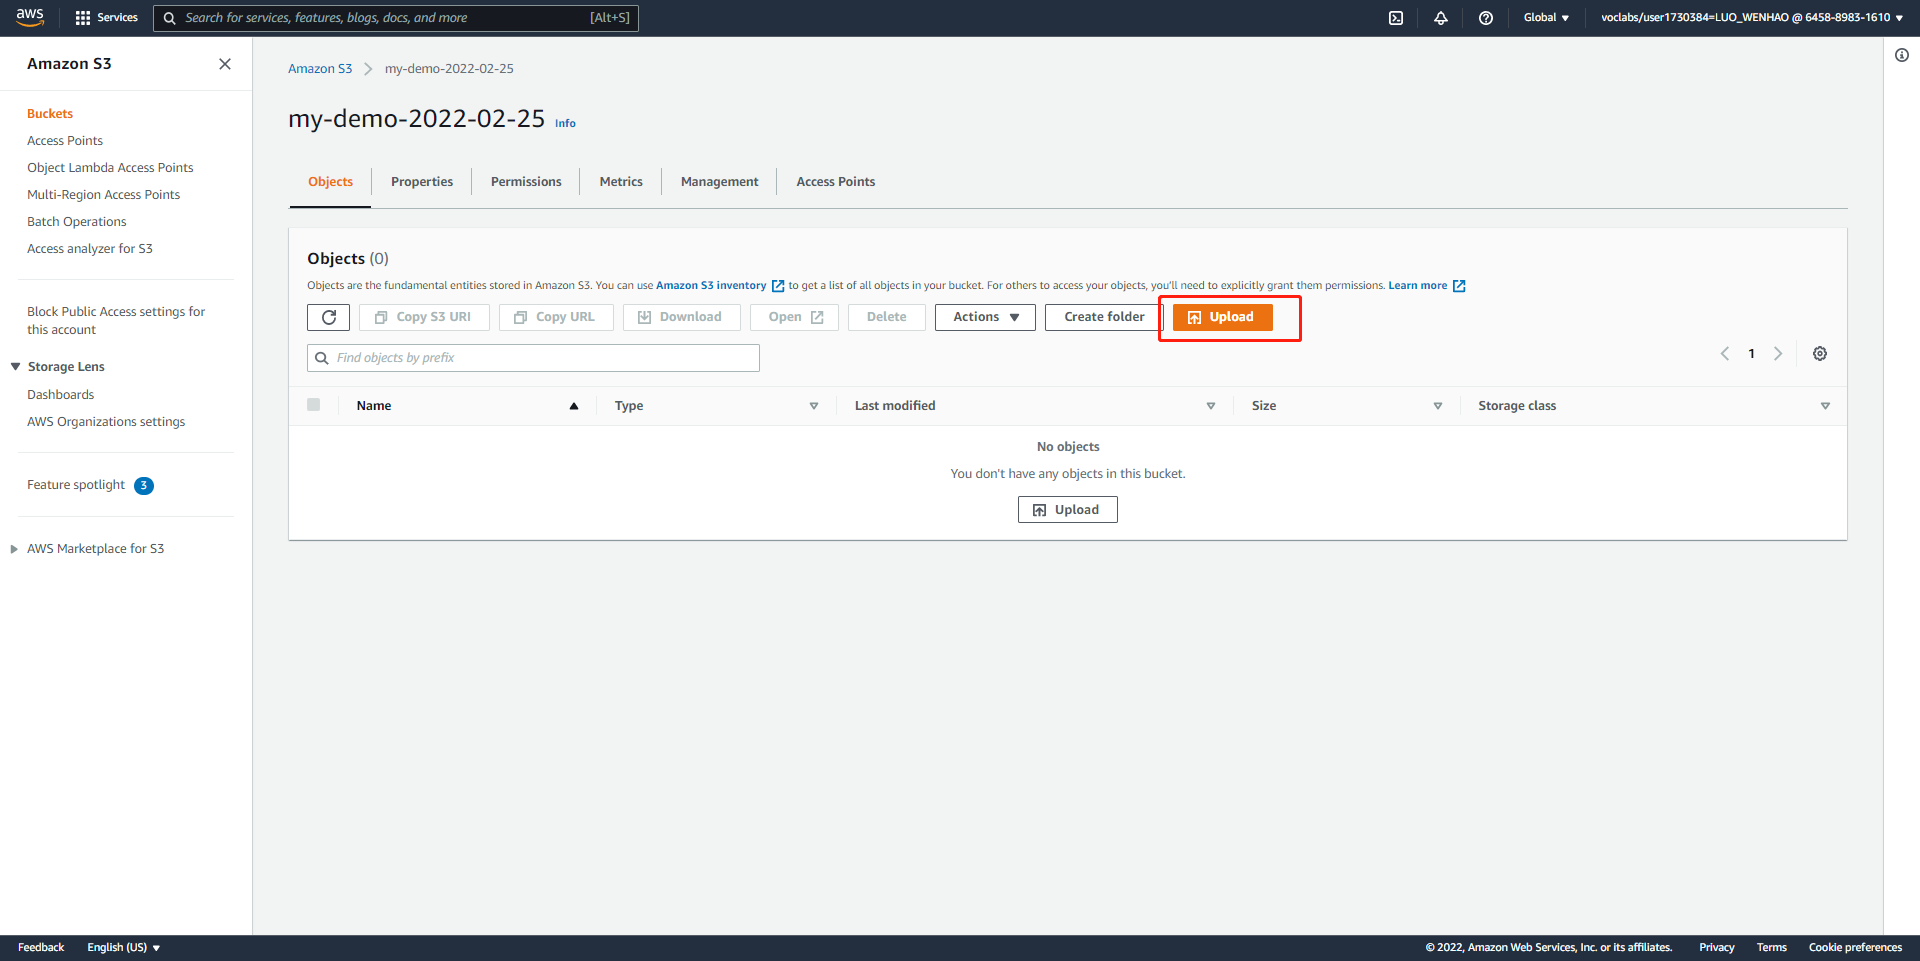 aws
Services
Search for services, features, blogs, docs, and more [Alt+S]
Global
voclabs/user1730384=LUO_WENHAO @ 6458-8983-1610
Amazon S3
Buckets
Access Points
Object Lambda Access Points
Multi-Region Access Points
Batch Operations
Access analyzer for S3
Block Public Access settings for
this account
Storage Lens
Dashboards
AWS Organizations settings
Feature spotlight 3
AWS Marketplace for S3
Amazon S3 my-demo-2022-02-25
my-demo-2022-02-25 Info
Objects Properties Permissions Metrics Management Access Points
Objects (0)
Objects are the fundamental entities stored in Amazon S3. You can use Amazon S3 inventory to get a list of all objects in your bucket. For others to access your objects, you'll need to explicitly grant them permissions. Learn more
Copy S3 URI Copy URL Download Open Delete Actions Create folder Upload
Find objects by prefix
1
Name Type Last modified Size Storage class
No objects
You don't have any objects in this bucket.
Upload
Feedback English (US) © 2022, Amazon Web Services, Inc. or its affiliates. Privacy Terms Cookie preferences